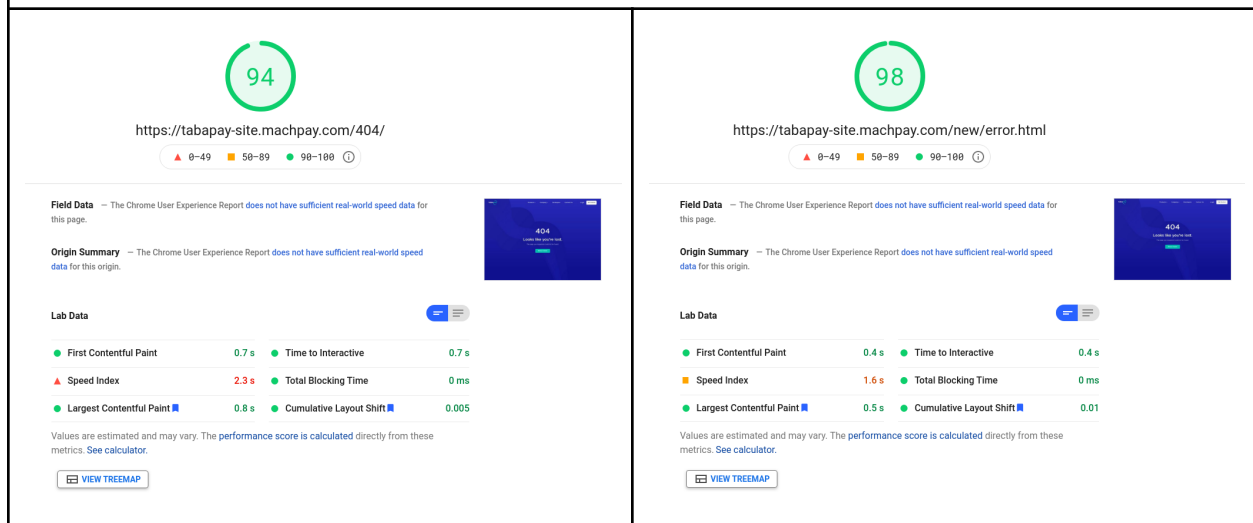 94
https://tabapay-site.machpay.com/404/
0–49 50–89 90–100
Field Data — The Chrome User Experience Report does not have sufficient real-world speed data for
this page.
Origin Summary — The Chrome User Experience Report does not have sufficient real-world speed
data for this origin.
404
Looks like you're lost.
Lab Data
First Contentful Paint 0.7 s Time to Interactive 0.7 s
Speed Index 2.3 s Total Blocking Time 0 ms
Largest Contentful Paint 0.8 s Cumulative Layout Shift 0.005
Values are estimated and may vary. The performance score is calculated directly from these
metrics. See calculator.
VIEW TREEMAP
98
https://tabapay-site.machpay.com/new/error.html
0–49 50–89 90–100
Field Data — The Chrome User Experience Report does not have sufficient real-world speed data for
this page.
Origin Summary — The Chrome User Experience Report does not have sufficient real-world speed
data for this origin.
404
Looks like you're lost.
Lab Data
First Contentful Paint 0.4 s Time to Interactive 0.4 s
Speed Index 1.6 s Total Blocking Time 0 ms
Largest Contentful Paint 0.5 s Cumulative Layout Shift 0.01
Values are estimated and may vary. The performance score is calculated directly from these
metrics. See calculator.
VIEW TREEMAP